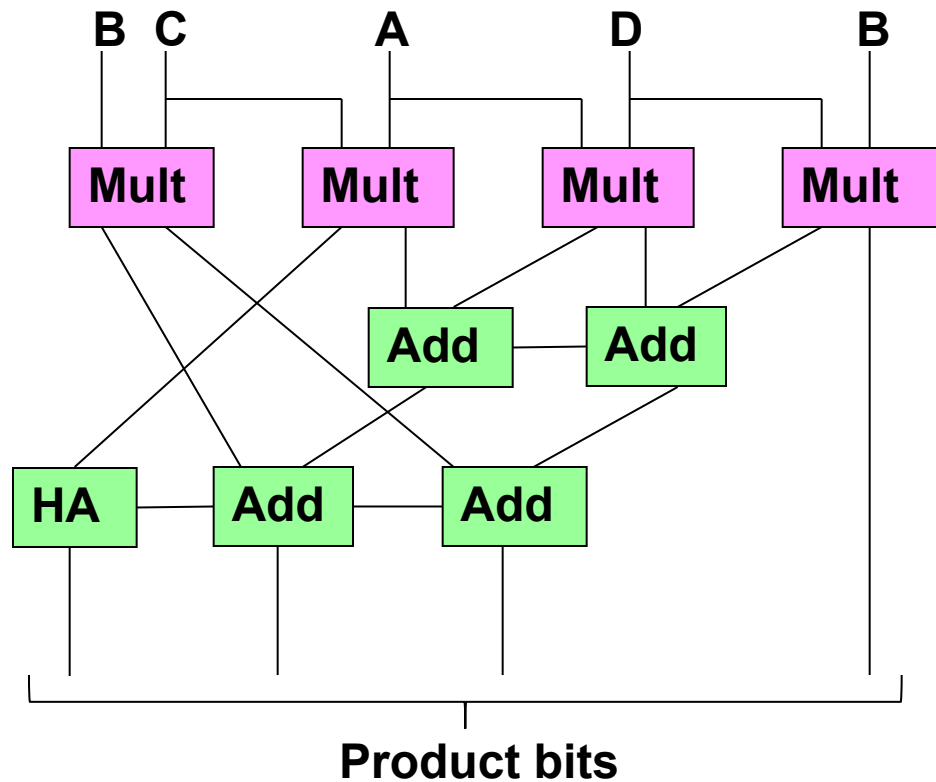 B C A D B
Mult Mult Mult Mult
Add Add
HA Add Add
Product bits